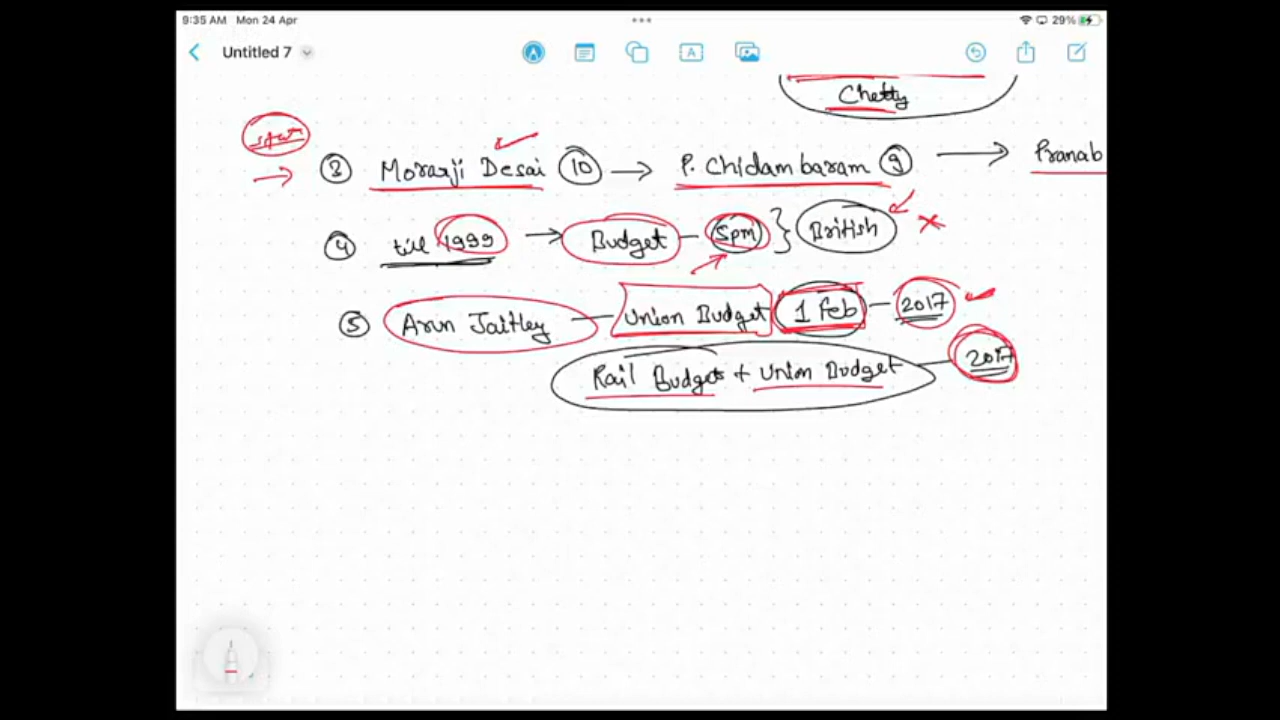 9:35 AM Mon 24 Apr
29%
Untitled 7
A
Chetty
③ Morarji Desai ⑩ → P. Chidambaram ⑨ → Pranab
④ till 1999 → Budget - 5pm } British
⑤ Arun Jaitley - Union Budget 1 Feb - 2017
Rail Budget + Union Budget - 2017